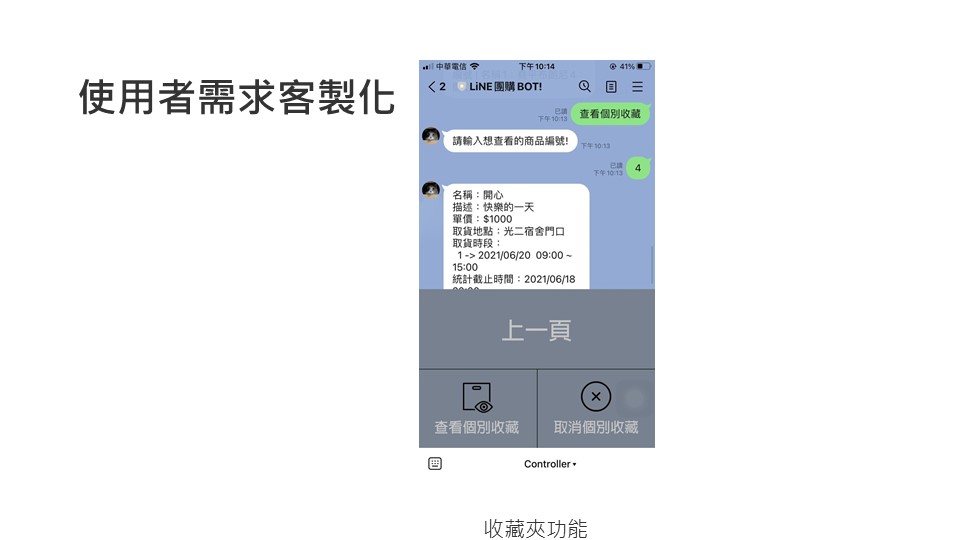 使用者需求客製化
中華電信 下午10:14 41%
2 LiNE團購 BOT!
已讀
下午 10:13
查看個別收藏
請輸入想查看的商品編號!
下午 10:13
已讀
下午 10:13
4
名稱：開心
描述：快樂的一天
單價：$1000
取貨地點：光二宿舍門口
取貨時段：
1 -> 2021/06/20 09:00 ~
15:00
統計截止時間：2021/06/18
上一頁
查看個別收藏 取消個別收藏
Controller
收藏夾功能